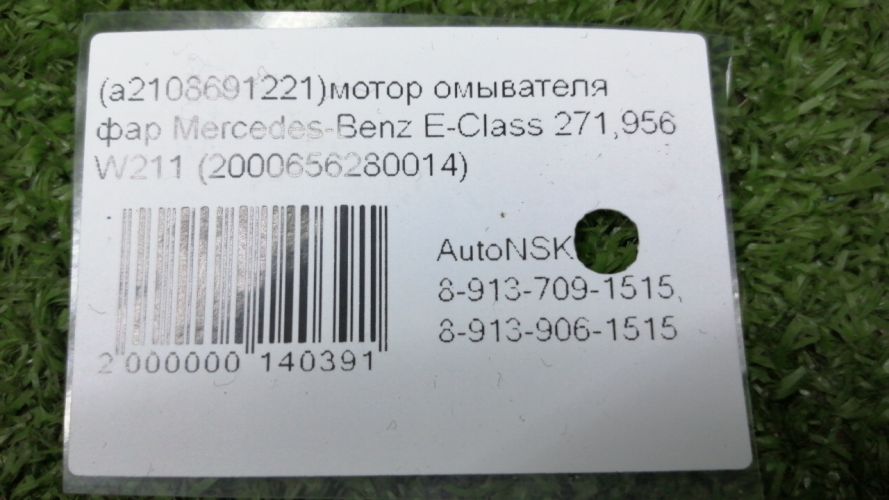 (a2108691221)мотор омывателя
фар Mercedes-Benz E-Class 271,956
W211 (2000656280014)
AutoNSK
8-913-709-1515,
8-913-906-1515
2 000000 140391